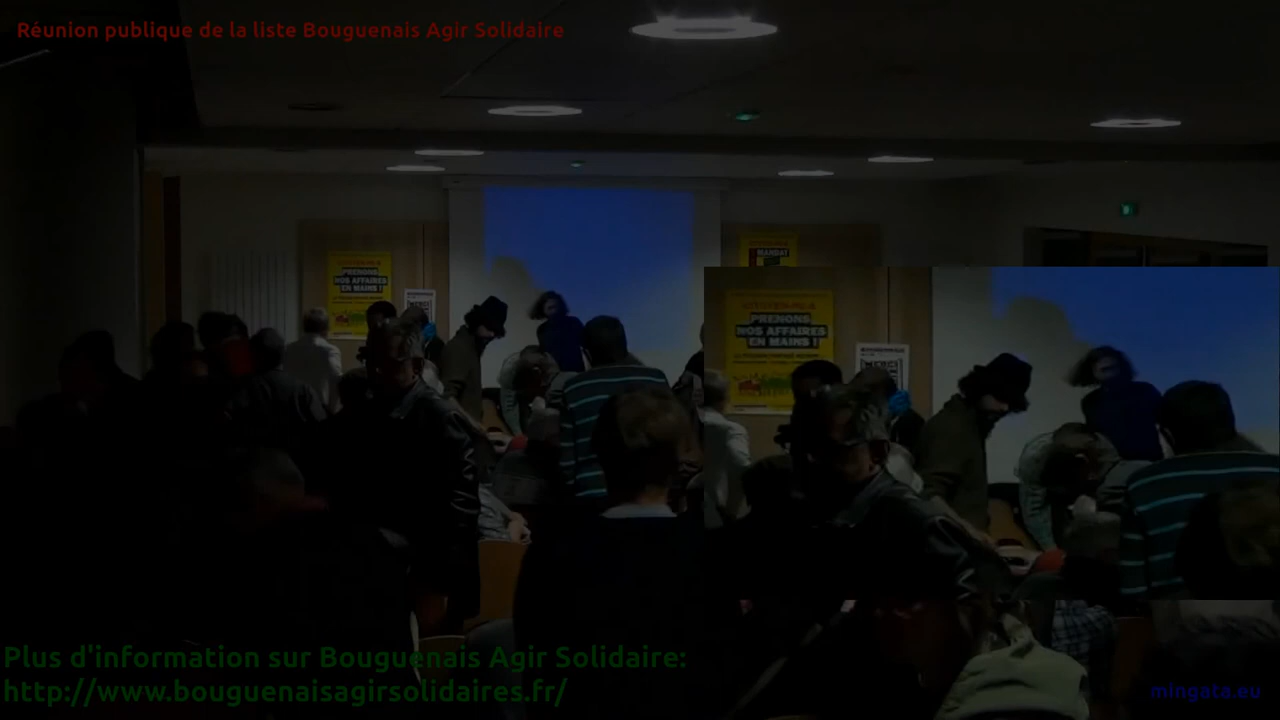 Réunion publique de la liste Bouguenais Agir Solidaire
MANDAT
PRENONS
NOS AFFAIRES
EN MAINS !
PRENONS
NOS AFFAIRES
EN MAINS !
Plus d'information sur Bouguenais Agir Solidaire:
http://www.bouguenaisagirsolidaires.fr/
mingata.eu